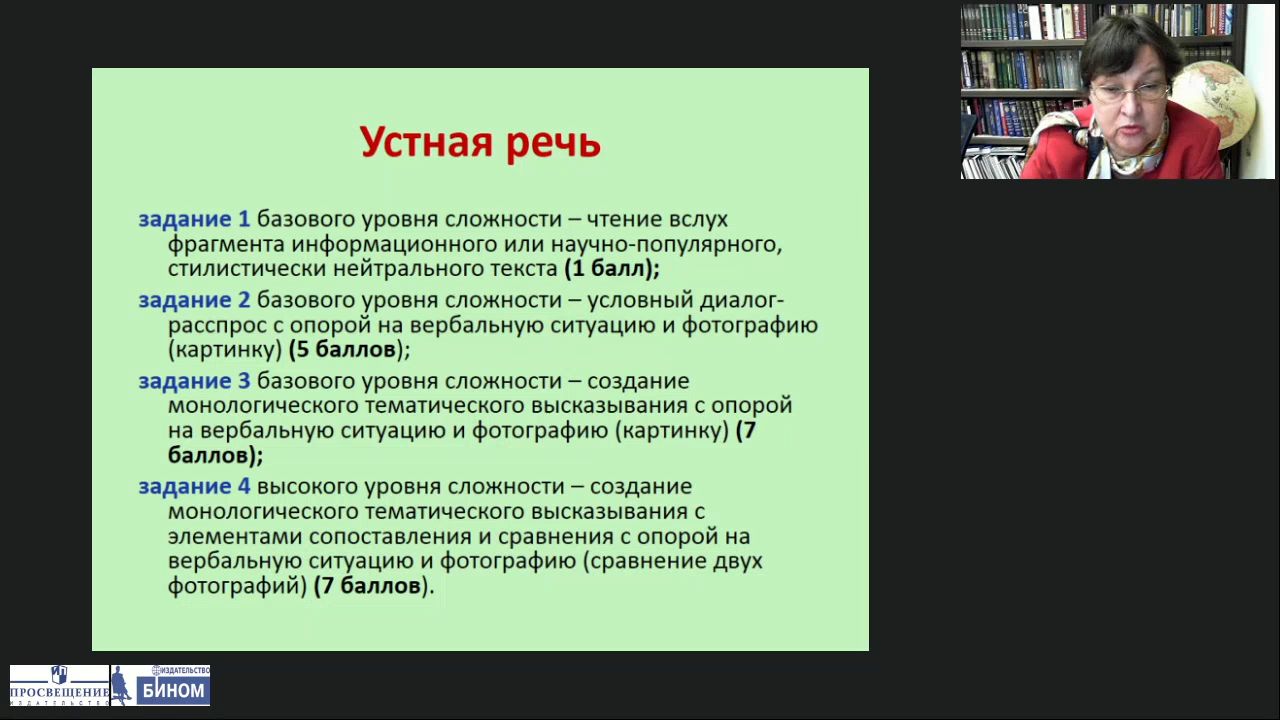 Устная речь
задание 1 базового уровня сложности – чтение вслух
фрагмента информационного или научно-популярного,
стилистически нейтрального текста (1 балл);
задание 2 базового уровня сложности – условный диалог-
расспрос с опорой на вербальную ситуацию и фотографию
(картинку) (5 баллов);
задание 3 базового уровня сложности – создание
монологического тематического высказывания с опорой
на вербальную ситуацию и фотографию (картинку) (7
баллов);
задание 4 высокого уровня сложности – создание
монологического тематического высказывания с
элементами сопоставления и сравнения с опорой на
вербальную ситуацию и фотографию (сравнение двух
фотографий) (7 баллов).
ПРОСВЕЩЕНИЕ
ИЗДАТЕЛЬСТВО
ИЗДАТЕЛЬСТВО
БИНОМ